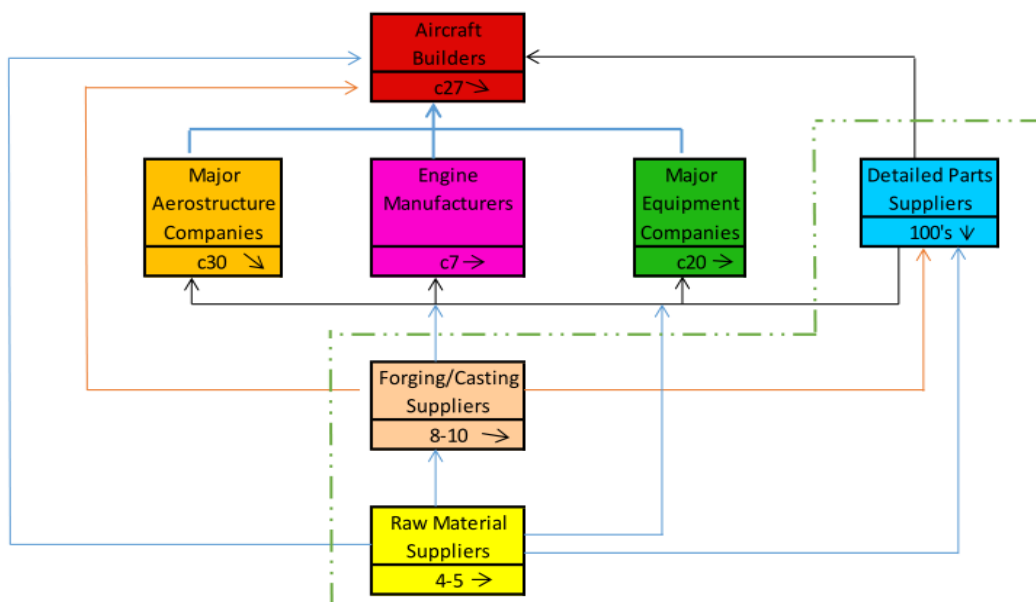 Aircraft
Builders
c27
Major
Aerostructure
Companies
c30
Engine
Manufacturers
c7
Major
Equipment
Companies
c20
Detailed Parts
Suppliers
100's
Forging/Casting
Suppliers
8-10
Raw Material
Suppliers
4-5